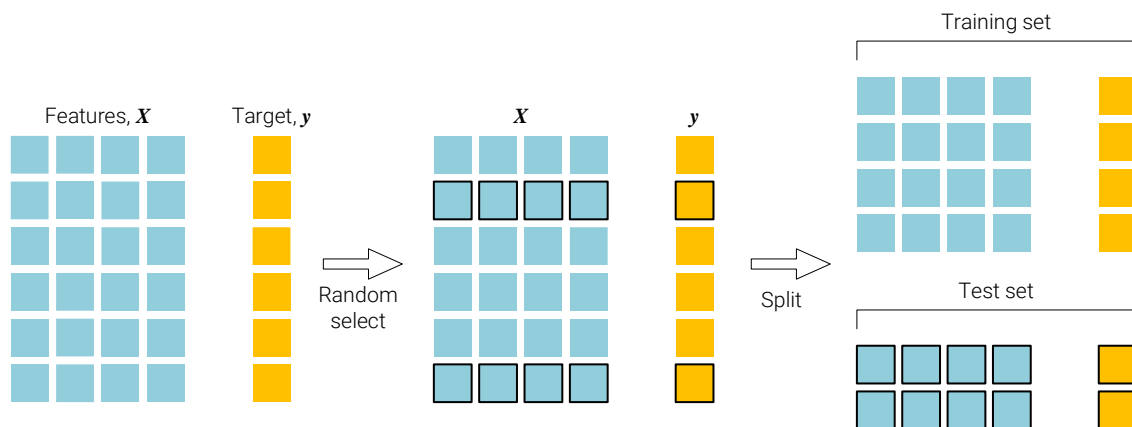 Training set
Features, X
Target, y
X
y
Random
select
Split
Test set